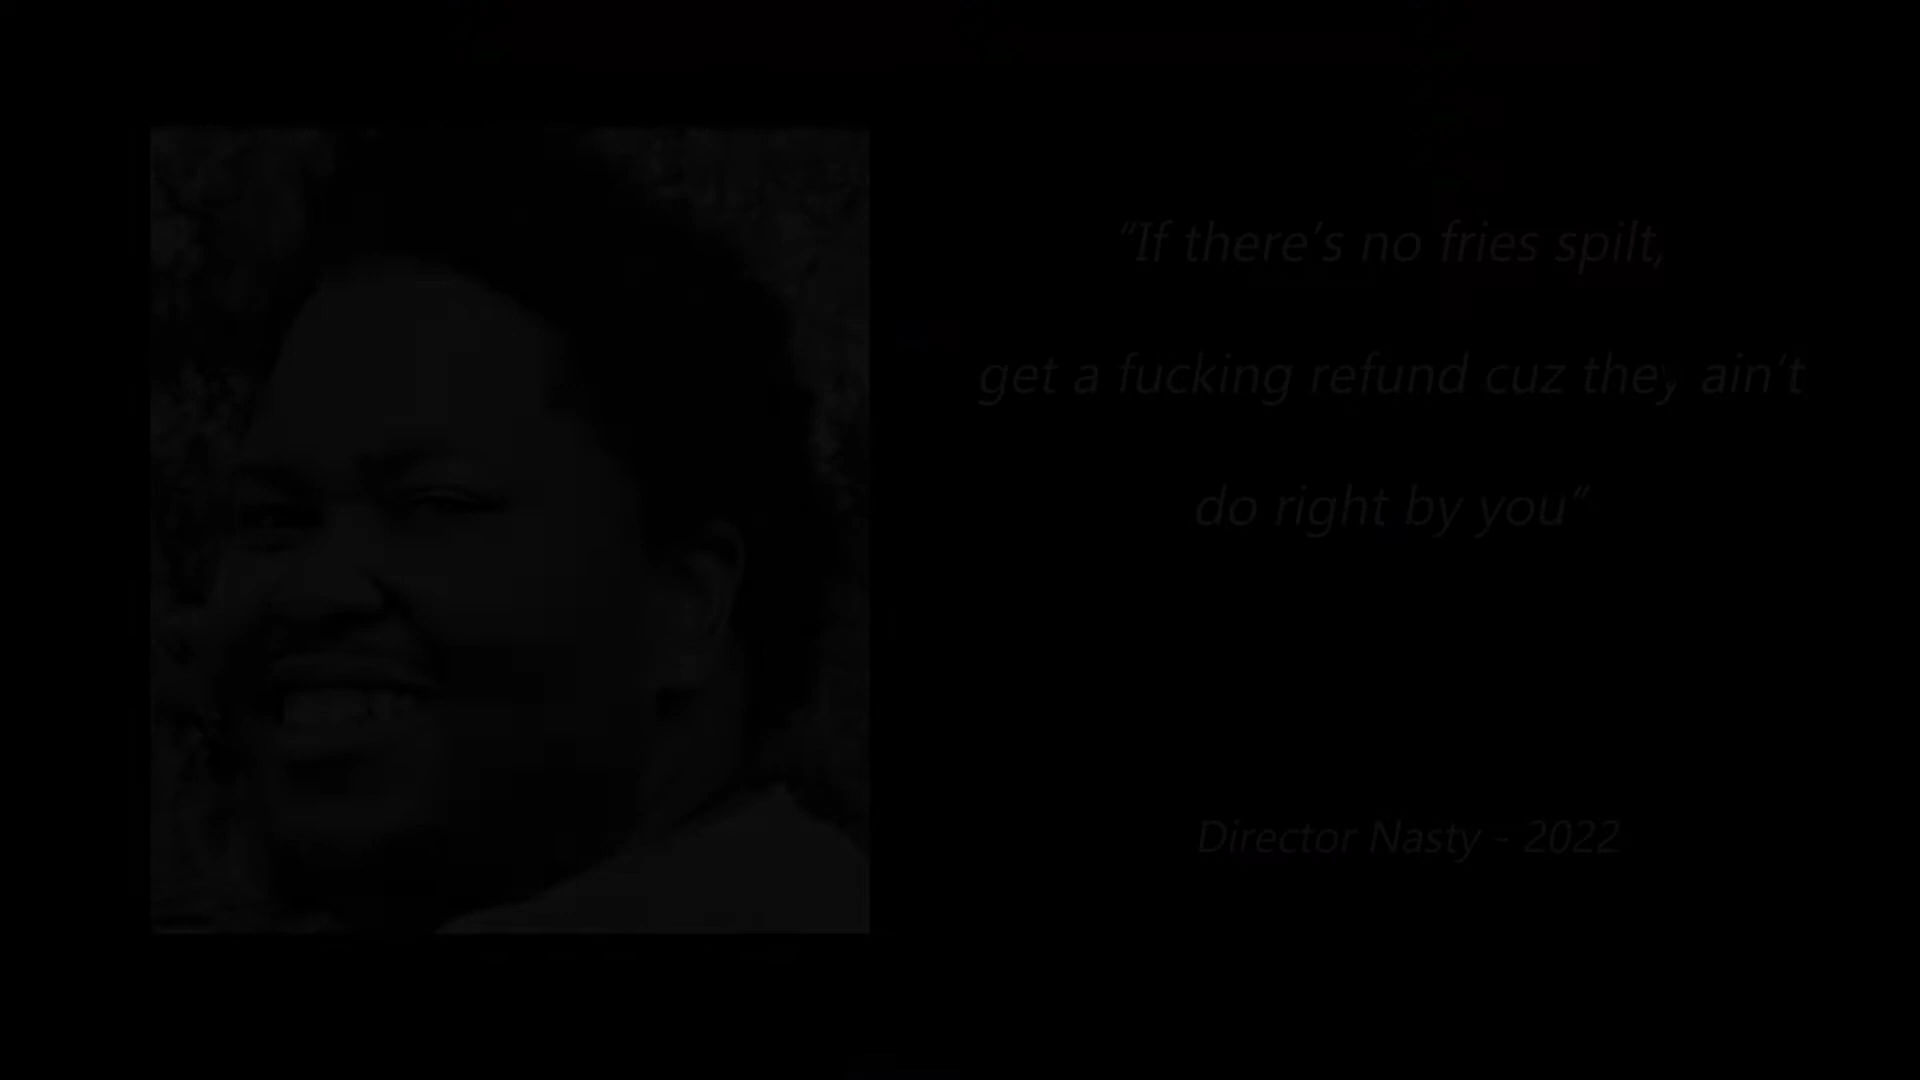 “If there’s no fries spilt,
get a fucking refund cuz they ain’t
do right by you”
Director Nasty - 2022